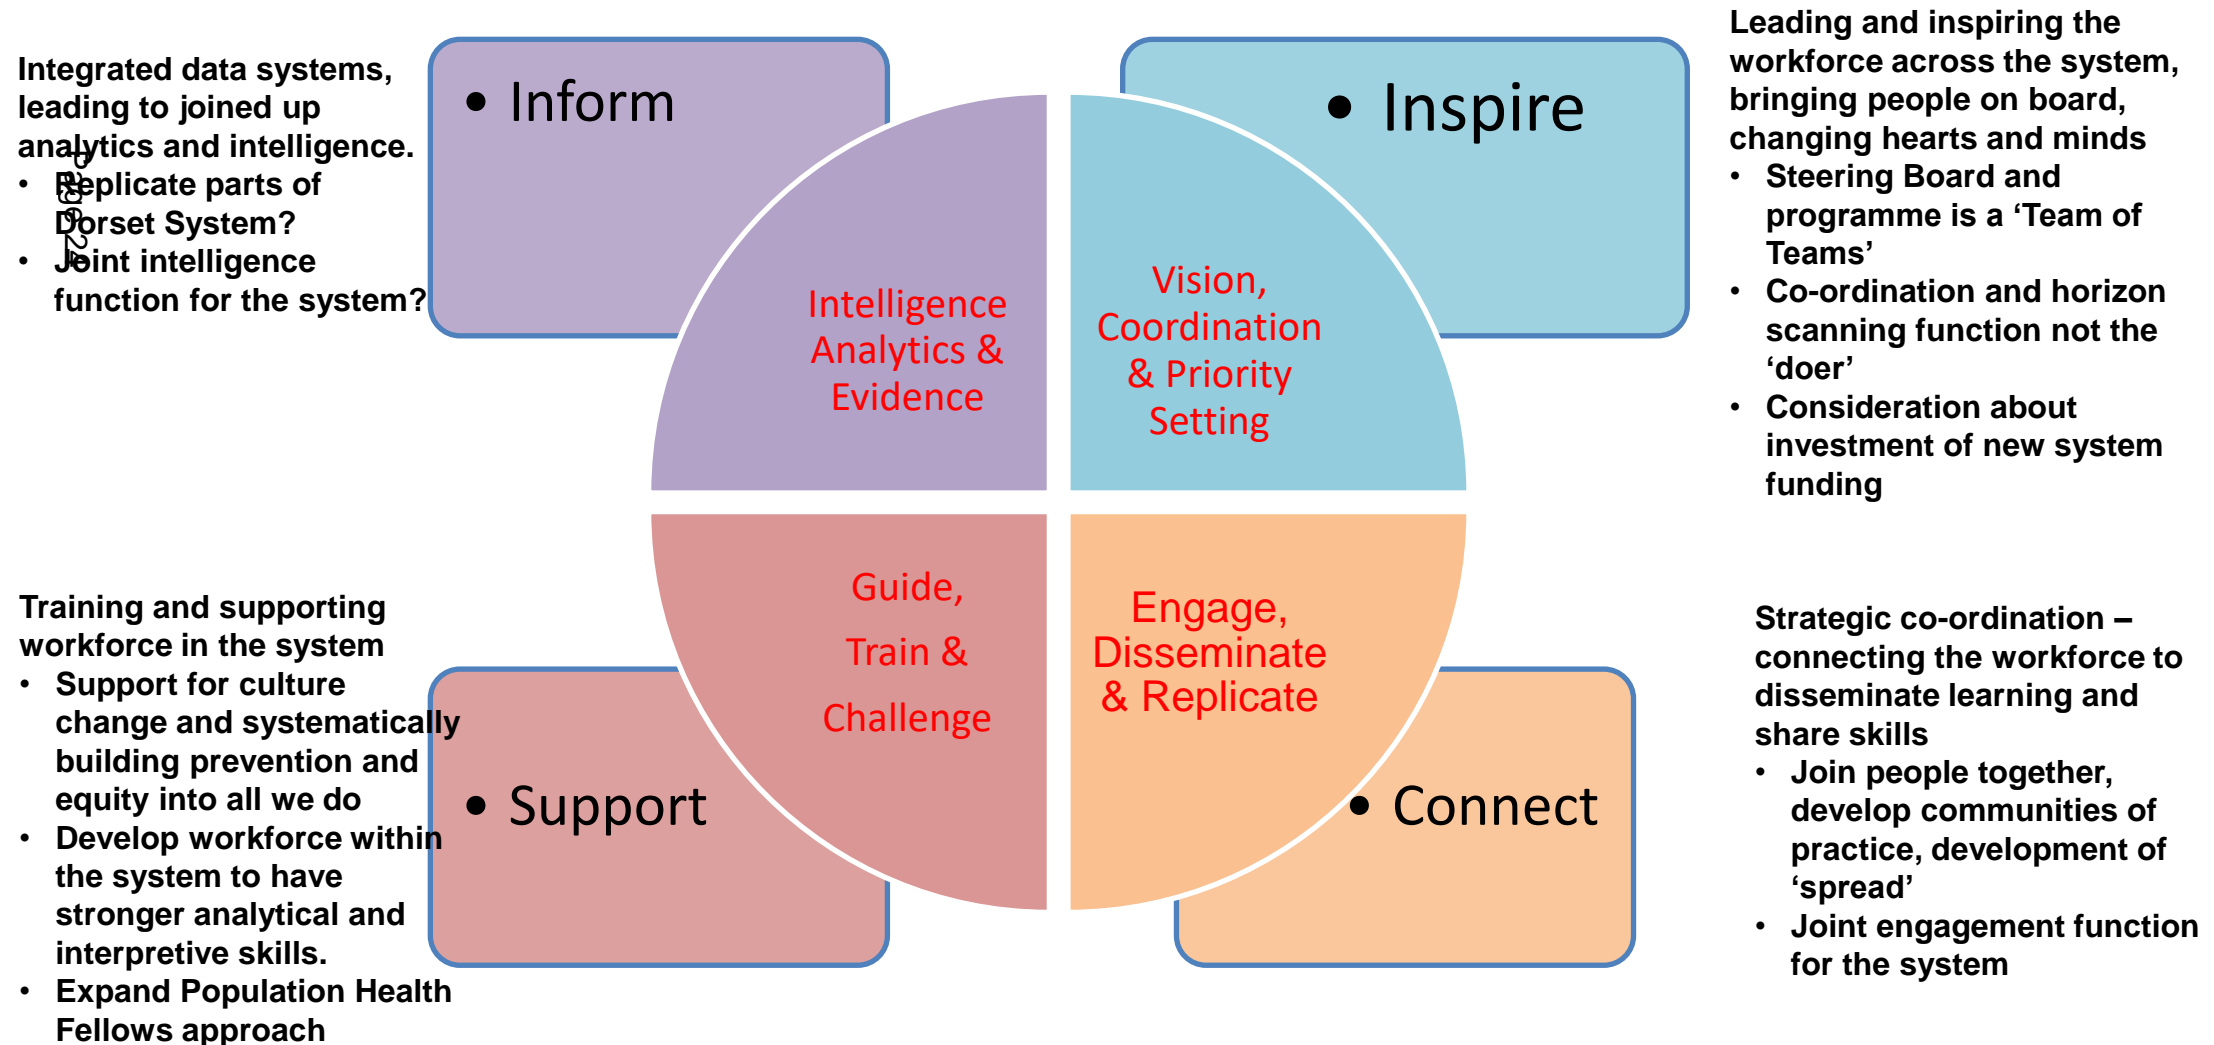 Integrated data systems,
leading to joined up
analytics and intelligence.
• Replicate parts of
Dorset System?
• Joint intelligence
function for the system?
Page 24
• Inform
• Inspire
Leading and inspiring the
workforce across the system,
bringing people on board,
changing hearts and minds
• Steering Board and
programme is a ‘Team of
Teams’
• Co-ordination and horizon
scanning function not the
‘doer’
• Consideration about
investment of new system
funding
Intelligence
Analytics &
Evidence
Vision,
Coordination
& Priority
Setting
Guide,
Train &
Challenge
Engage,
Disseminate
& Replicate
Training and supporting
workforce in the system
• Support for culture
change and systematically
building prevention and
equity into all we do
• Develop workforce within
the system to have
stronger analytical and
interpretive skills.
• Expand Population Health
Fellows approach
• Support
• Connect
Strategic co-ordination –
connecting the workforce to
disseminate learning and
share skills
• Join people together,
develop communities of
practice, development of
‘spread’
• Joint engagement function
for the system